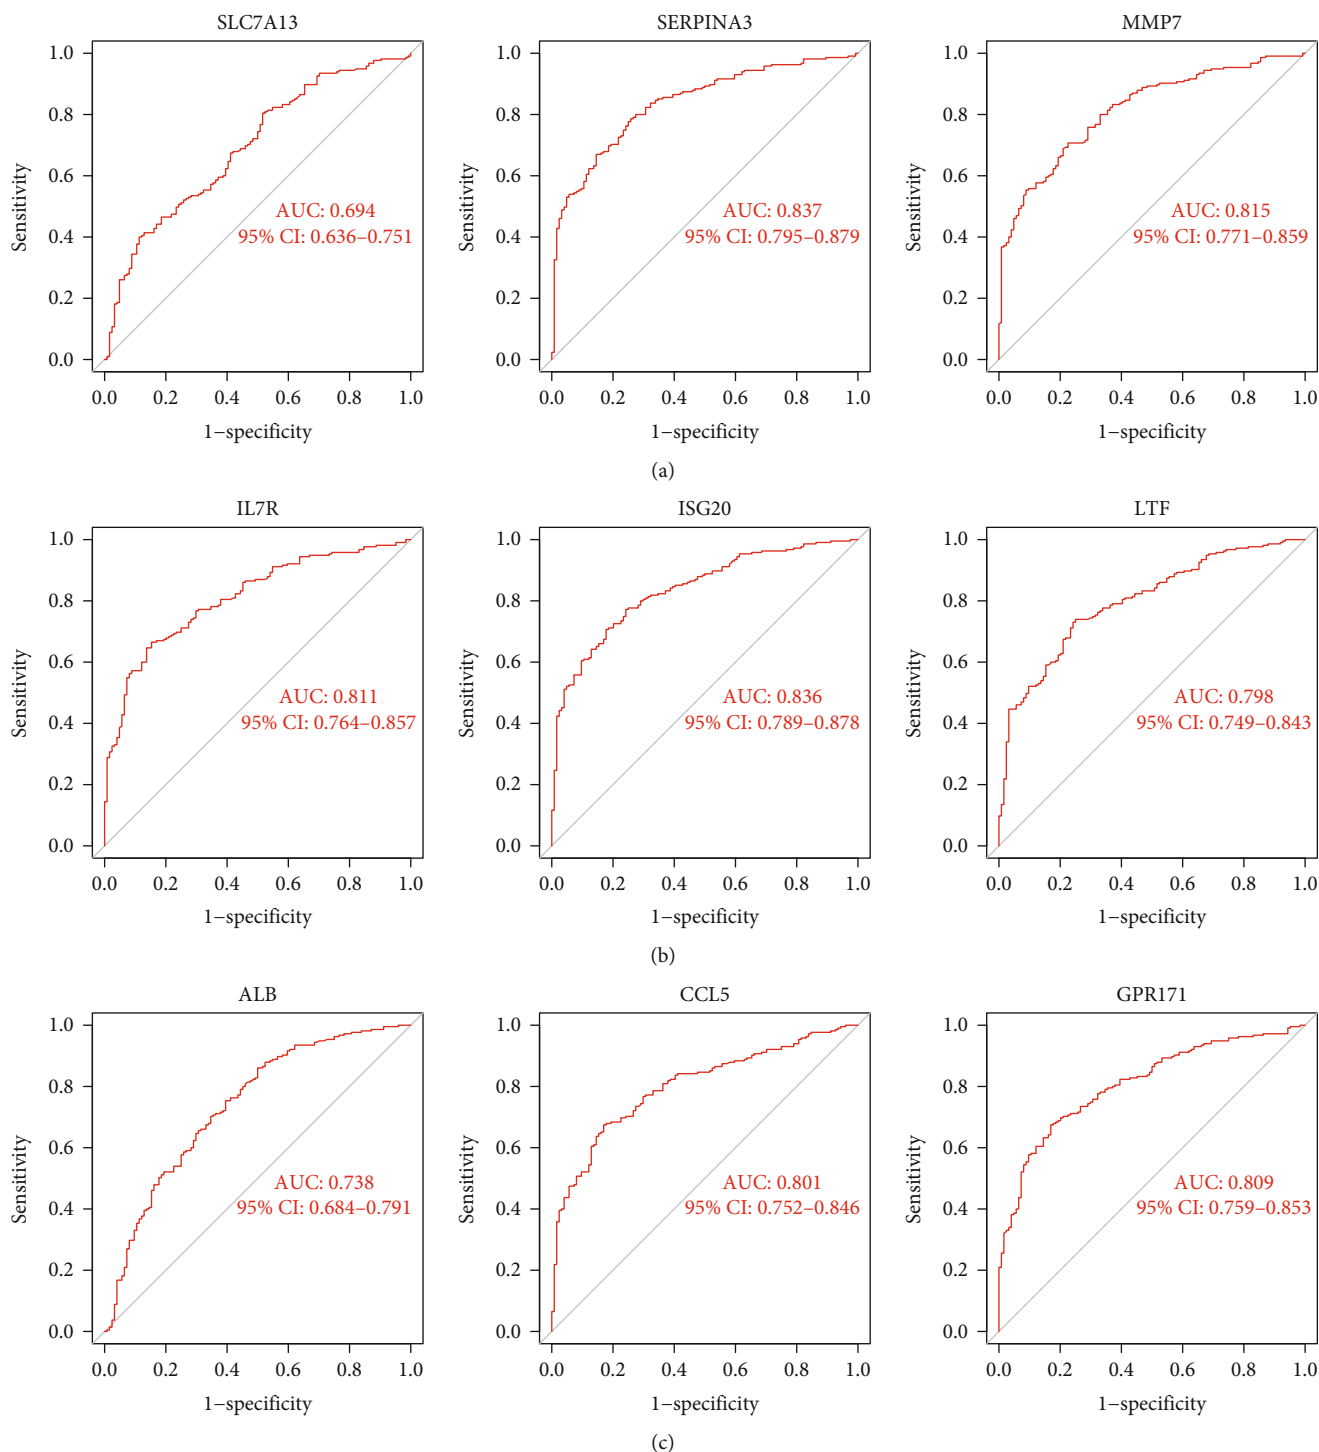 SLC7A13
1.0
0.8
0.6
0.4
0.2
0.0
Sensitivity
AUC: 0.694
95% CI: 0.636–0.751
0.0 0.2 0.4 0.6 0.8 1.0
1−specificity
SERPINA3
1.0
0.8
0.6
0.4
0.2
0.0
Sensitivity
AUC: 0.837
95% CI: 0.795–0.879
0.0 0.2 0.4 0.6 0.8 1.0
1−specificity
MMP7
1.0
0.8
0.6
0.4
0.2
0.0
Sensitivity
AUC: 0.815
95% CI: 0.771–0.859
0.0 0.2 0.4 0.6 0.8 1.0
1−specificity
(a)
IL7R
1.0
0.8
0.6
0.4
0.2
0.0
Sensitivity
AUC: 0.811
95% CI: 0.764–0.857
0.0 0.2 0.4 0.6 0.8 1.0
1−specificity
ISG20
1.0
0.8
0.6
0.4
0.2
0.0
Sensitivity
AUC: 0.836
95% CI: 0.789–0.878
0.0 0.2 0.4 0.6 0.8 1.0
1−specificity
LTF
1.0
0.8
0.6
0.4
0.2
0.0
Sensitivity
AUC: 0.798
95% CI: 0.749–0.843
0.0 0.2 0.4 0.6 0.8 1.0
1−specificity
(b)
ALB
1.0
0.8
0.6
0.4
0.2
0.0
Sensitivity
AUC: 0.738
95% CI: 0.684–0.791
0.0 0.2 0.4 0.6 0.8 1.0
1−specificity
CCL5
1.0
0.8
0.6
0.4
0.2
0.0
Sensitivity
AUC: 0.801
95% CI: 0.752–0.846
0.0 0.2 0.4 0.6 0.8 1.0
1−specificity
GPR171
1.0
0.8
0.6
0.4
0.2
0.0
Sensitivity
AUC: 0.809
95% CI: 0.759–0.853
0.0 0.2 0.4 0.6 0.8 1.0
1−specificity
(c)